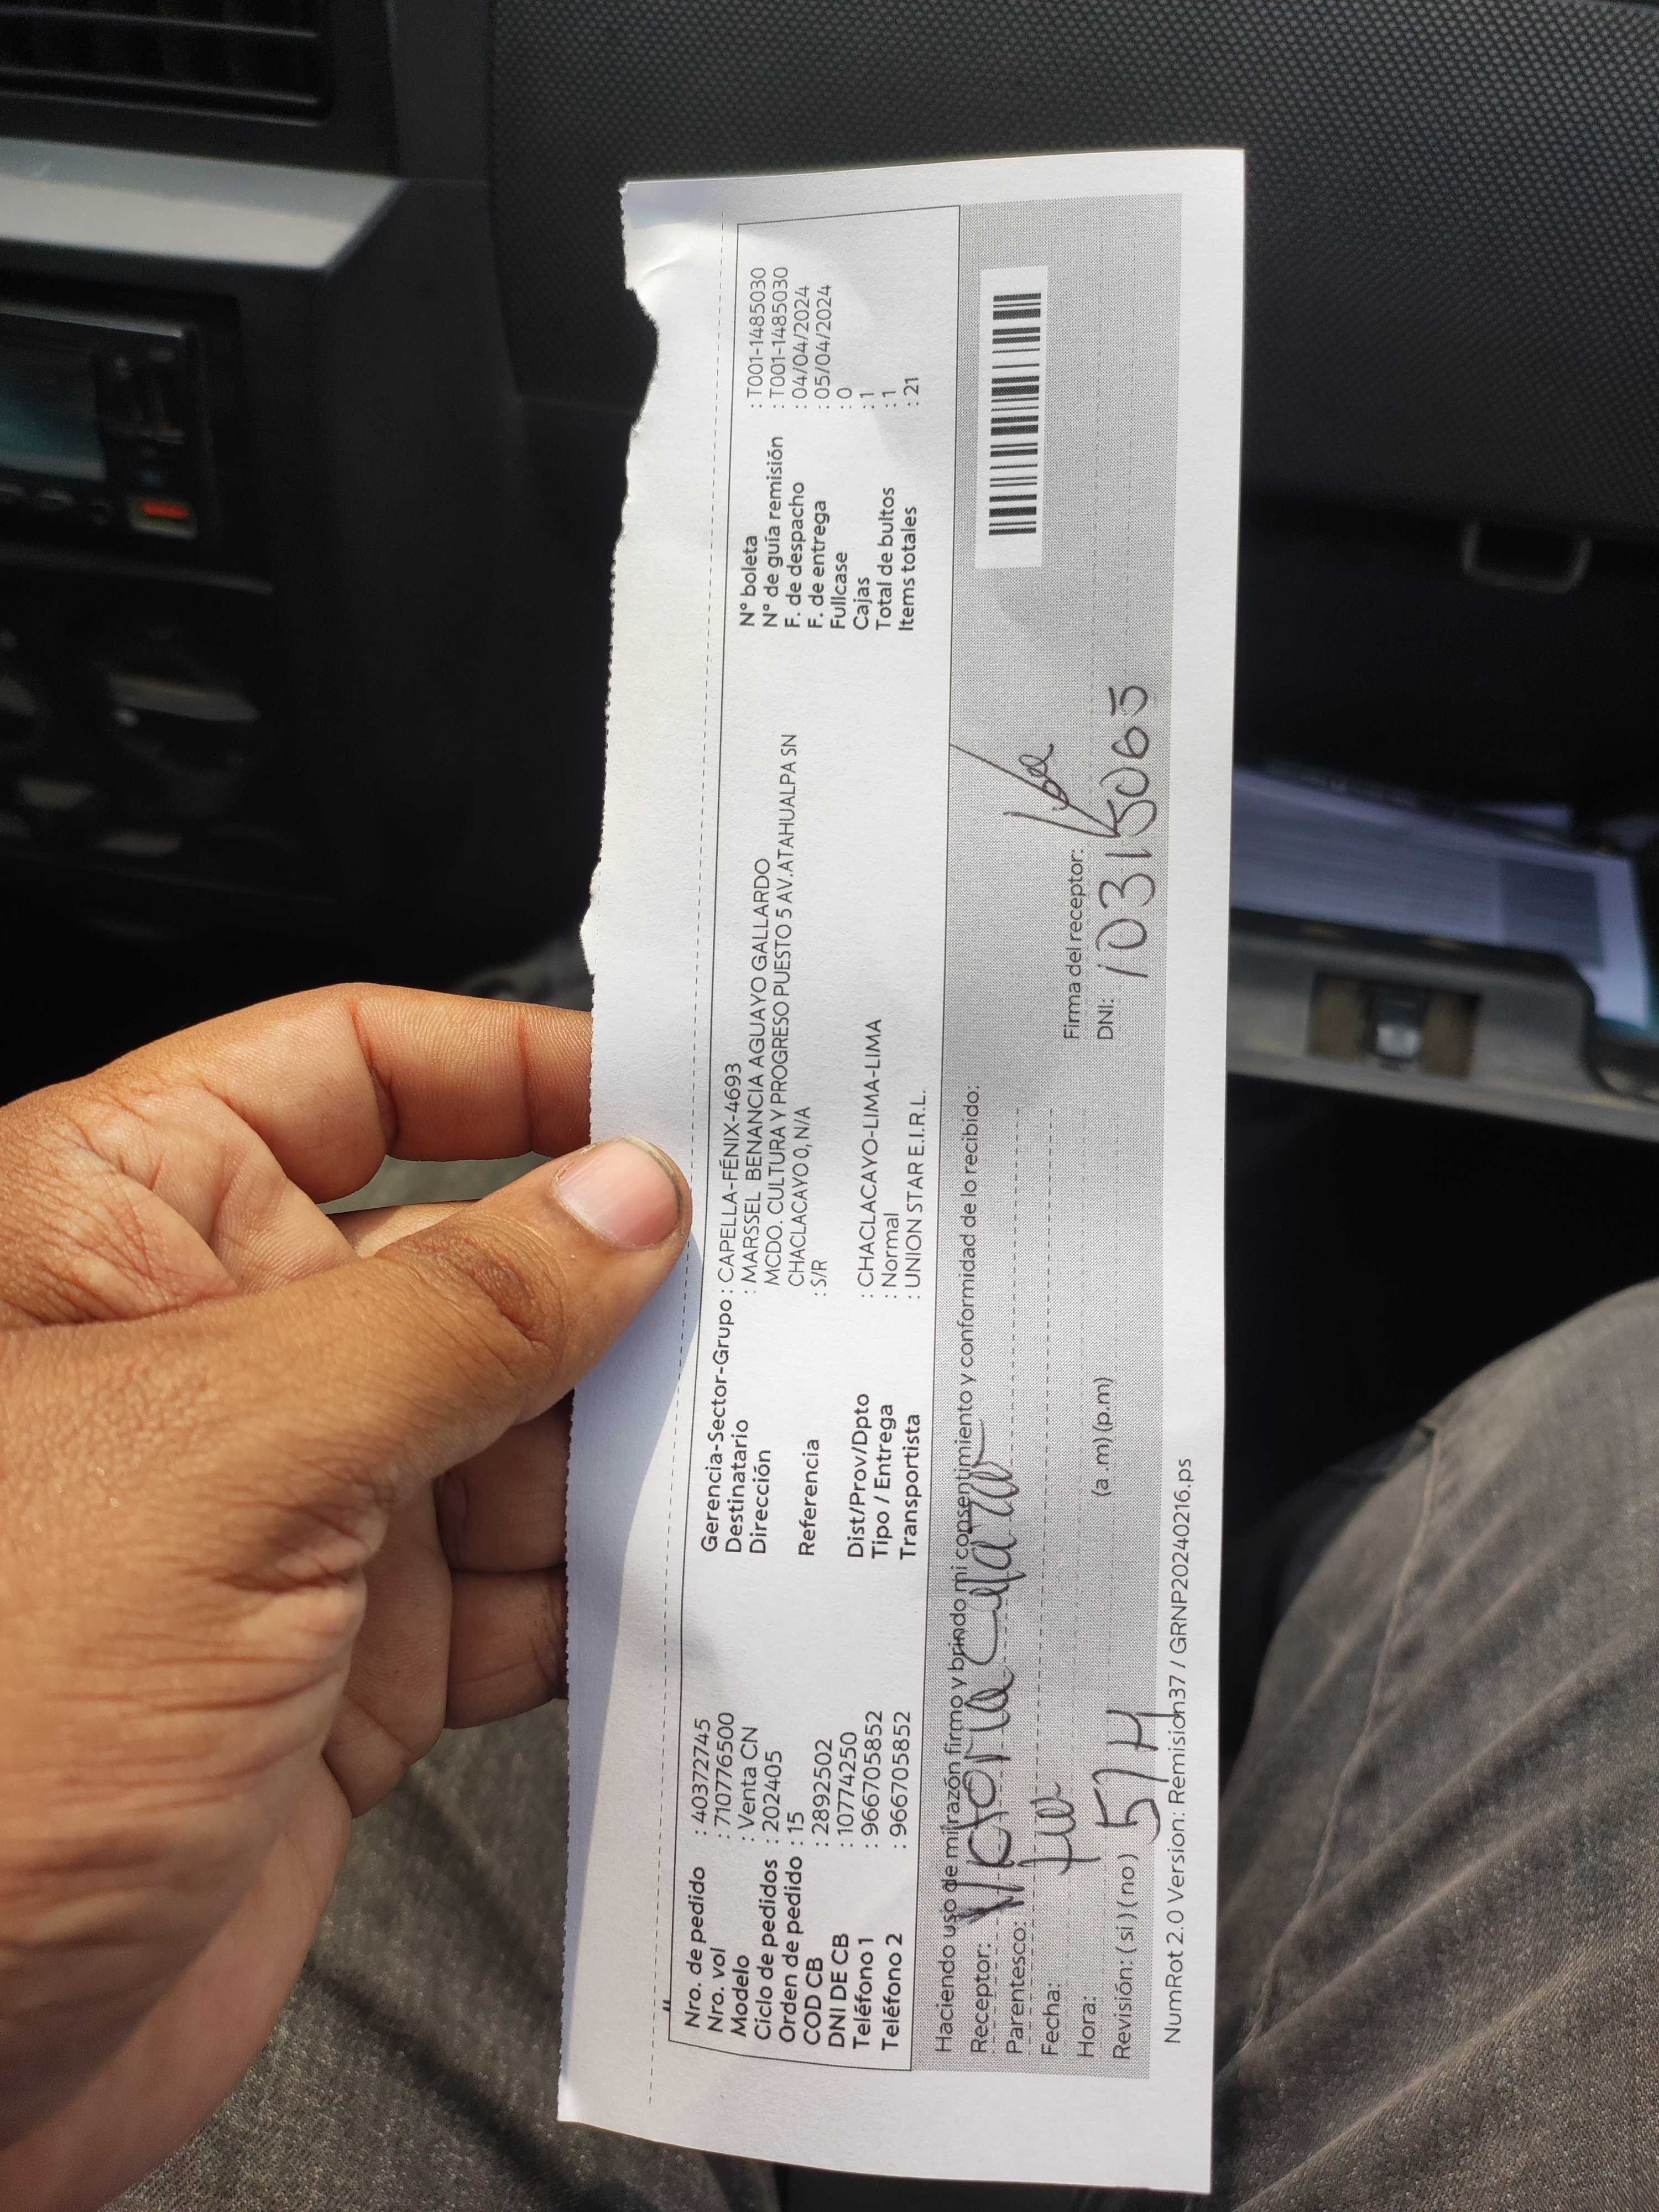 Nro. de pedido : 40372745
Nro. vol : 710776500
Modelo : Venta CN
Ciclo de pedidos : 202405
Orden de pedido : 15
COD CB : 2892502
DNI DE CB : 10774250
Teléfono 1 : 966705852
Teléfono 2 : 966705852
Gerencia-Sector-Grupo : CAPELLA-FÉNIX-4693
Destinatario : MARSSEL BENANCIA AGUAYO GALLARDO
Dirección MCDO. CULTURA Y PROGRESO PUESTO 5 AV.ATAHUALPA SN
CHACLACAYO 0, N/A
Referencia : S/R
Dist/Prov/Dpto : CHACLACAYO-LIMA-LIMA
Tipo / Entrega : Normal
Transportista : UNION STAR E.I.R.L.
N° boleta : T001-1485030
N° de guía remisión : T001-1485030
F. de despacho : 04/04/2024
F. de entrega : 05/04/2024
Fullcase : 0
Cajas : 1
Total de bultos : 1
Items totales : 21
Haciendo uso de mi razón firmo y brindo mi consentimiento y conformidad de lo recibido:
Receptor:
Parentesco:
Fecha:
Hora: (a .m) (p.m)
Revisión: ( si ) ( no )
Firma del receptor:
DNI: 10315065
NumRot 2.0 Version: Remision37 / GRNP20240216.ps